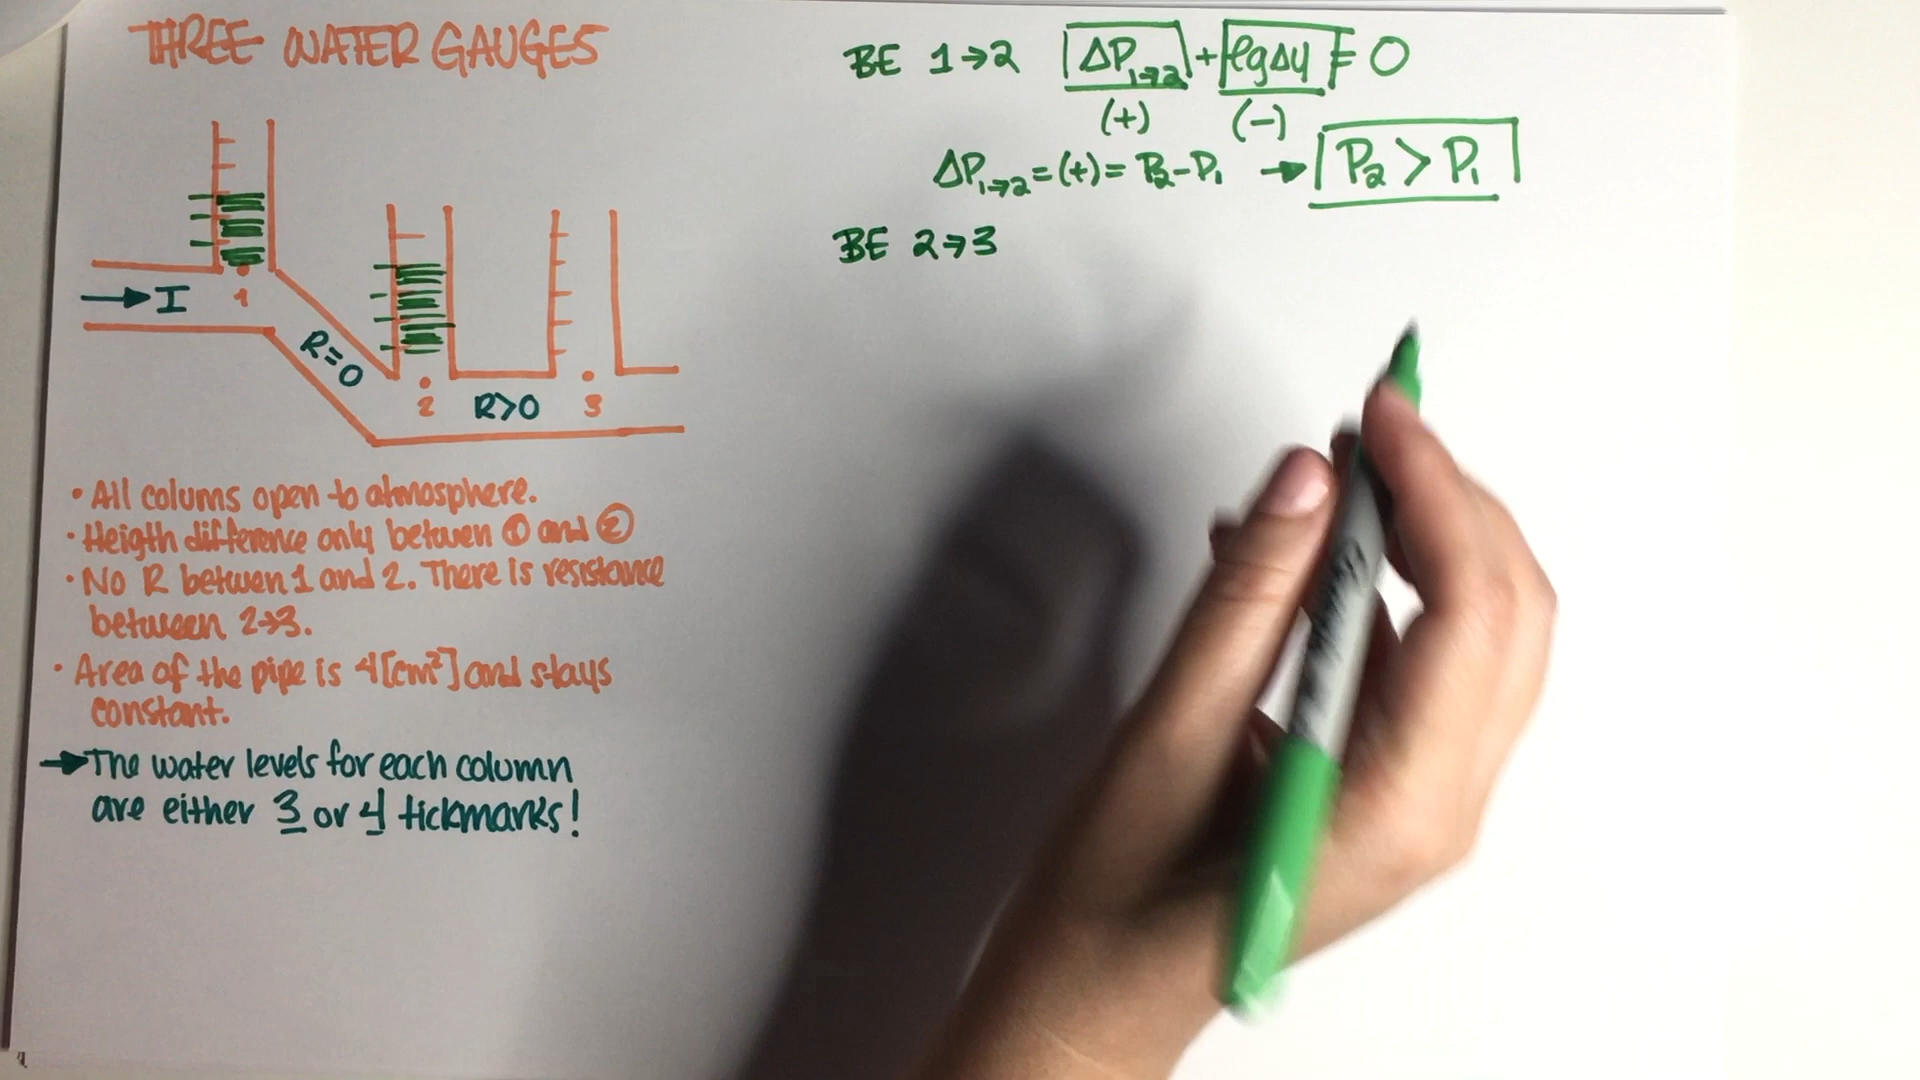 THREE WATER GAUGES
→ I
1
R=0
2
R>0
3
• All colums open to atmosphere.
• Heigth difference only betwen ① and ②
• No R betwen 1 and 2. There is resistance
between 2→3.
• Area of the pipe is 4[cm²] and stays
constant.
→ The water levels for each column
are either 3 or 4 tickmarks!
BE 1→2 ΔP1→2 + ρgΔy = 0
(+) (-)
ΔP1→2 = (+) = P2-P1 → P2 > P1
BE 2→3